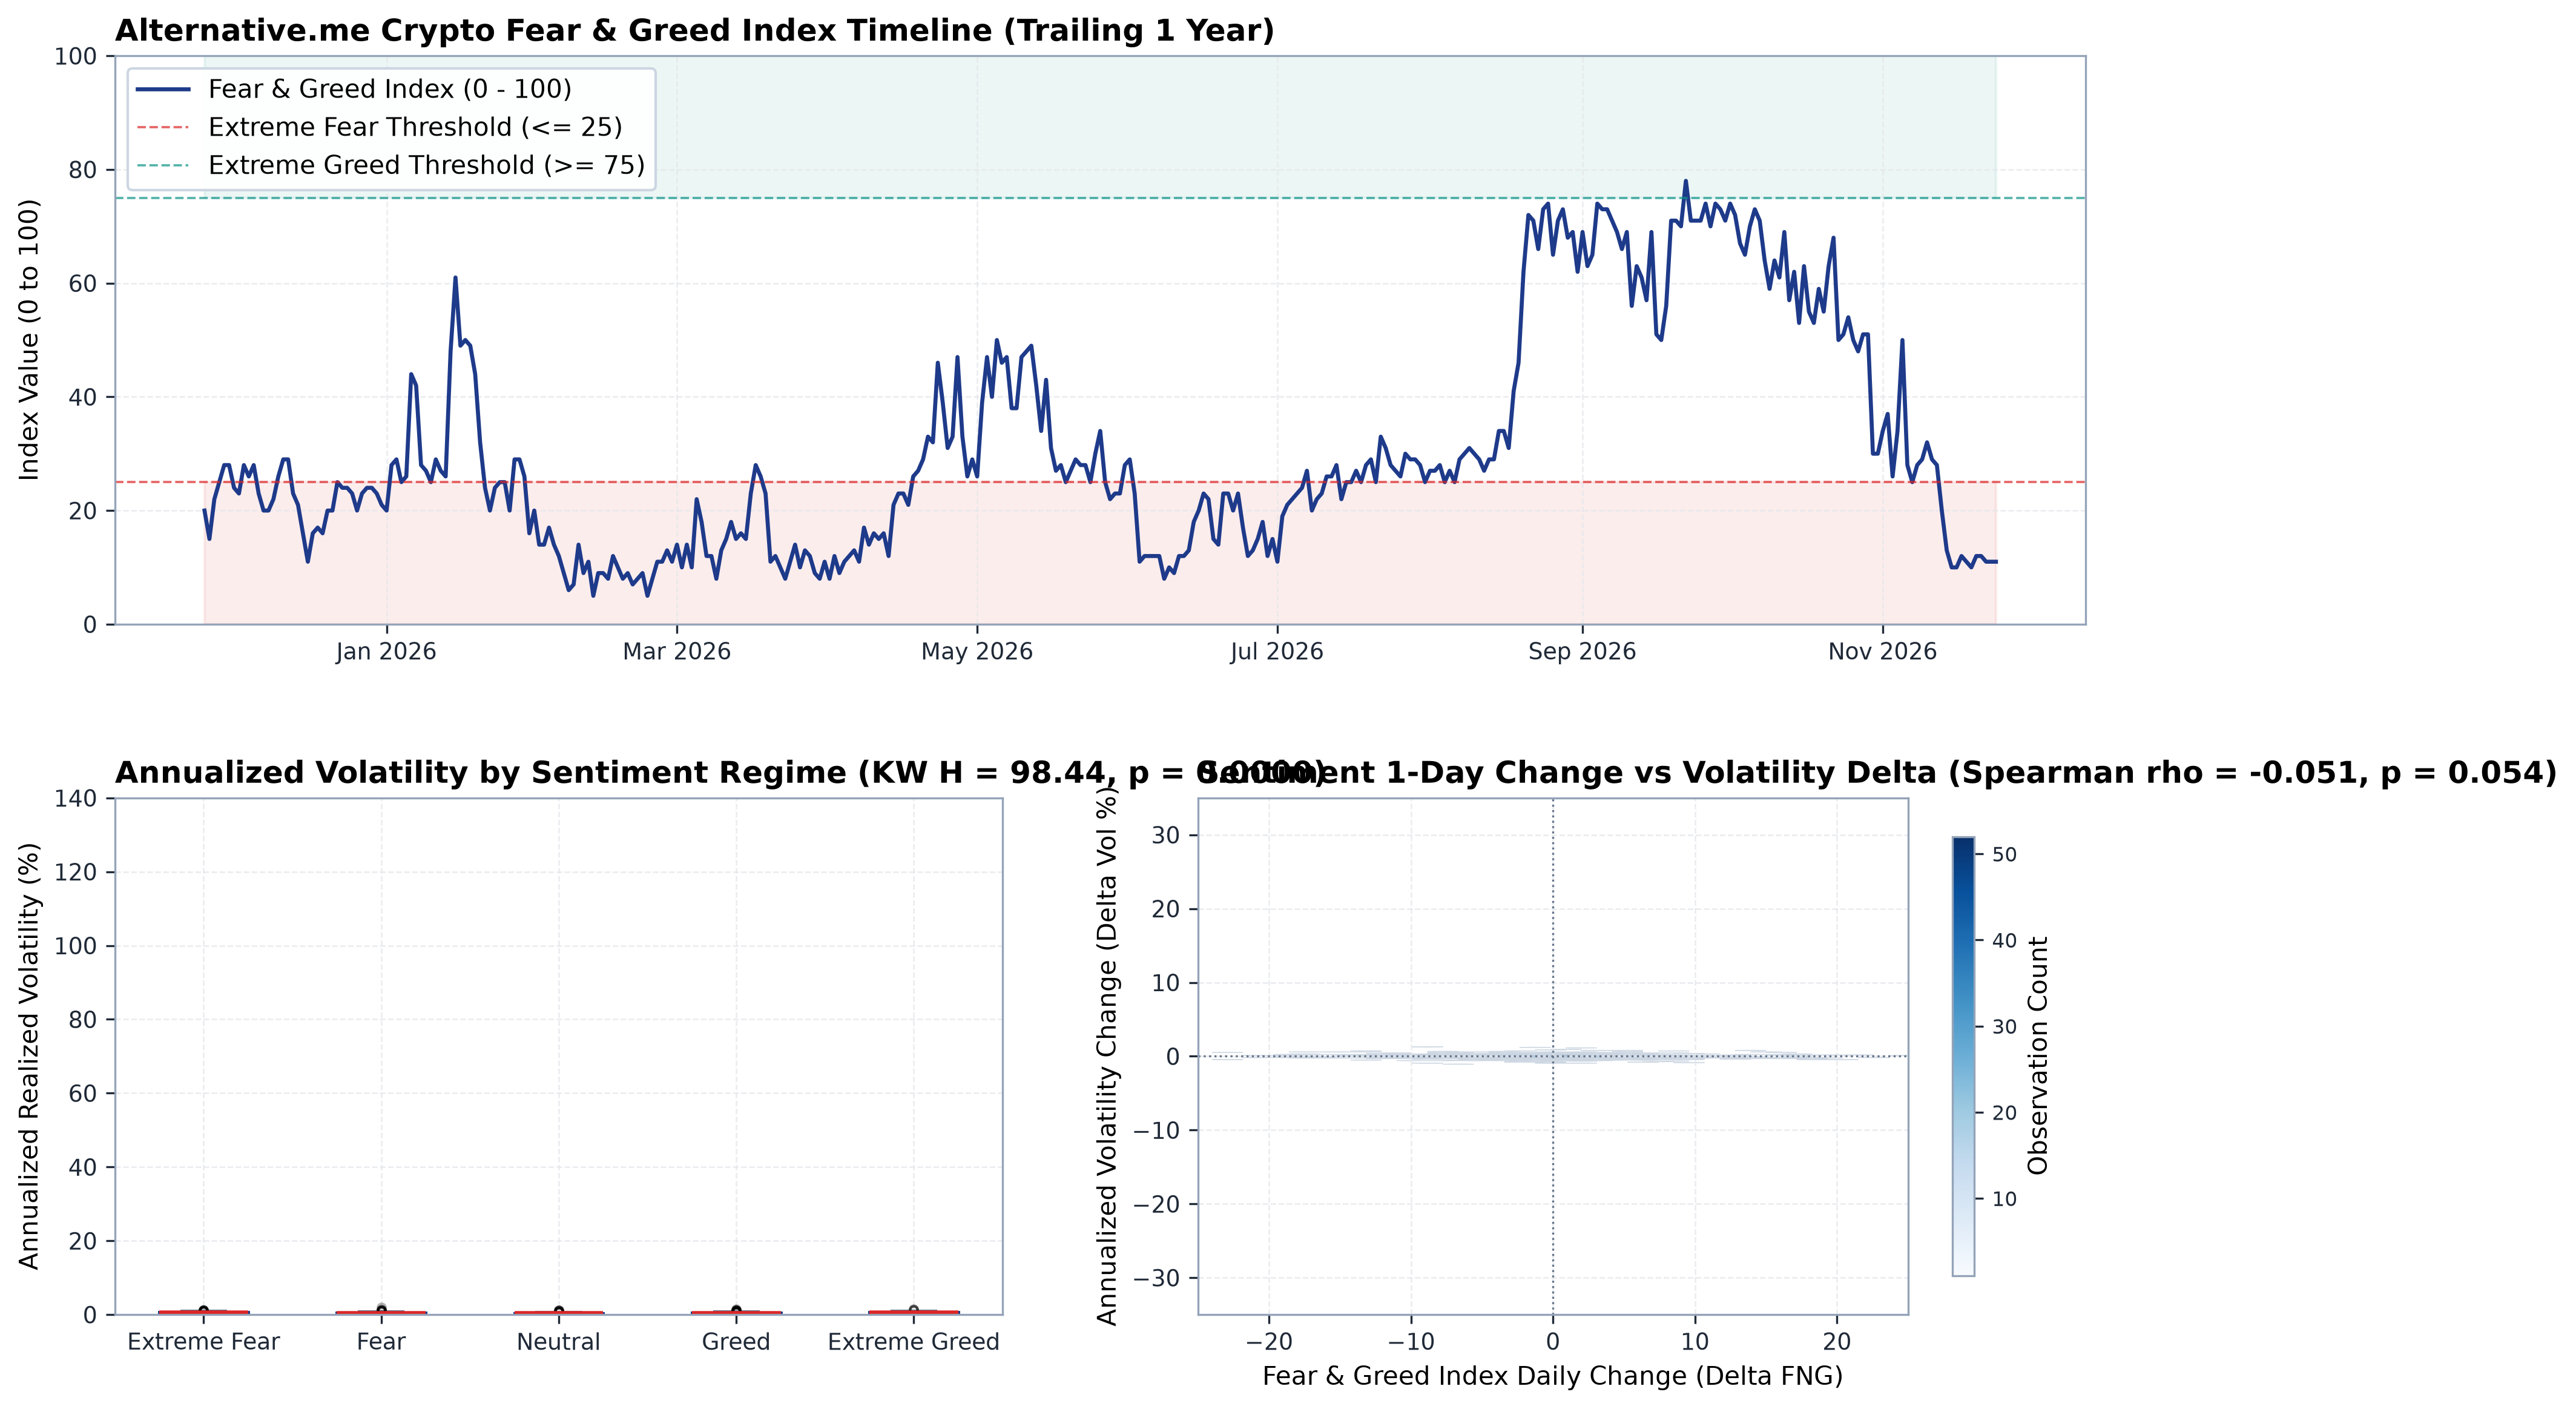 Alternative.me Crypto Fear & Greed Index Timeline (Trailing 1 Year)
Index Value (0 to 100)
100
80
60
40
20
0
Fear & Greed Index (0 - 100)
Extreme Fear Threshold (<= 25)
Extreme Greed Threshold (>= 75)
Jan 2026
Mar 2026
May 2026
Jul 2026
Sep 2026
Nov 2026
Annualized Volatility by Sentiment Regime (KW H = 98.44, p = 0.0000)
Annualized Realized Volatility (%)
140
120
100
80
60
40
20
0
Extreme Fear
Fear
Neutral
Greed
Extreme Greed
Sentiment 1-Day Change vs Volatility Delta (Spearman rho = -0.051, p = 0.054)
Annualized Volatility Change (Delta Vol %)
30
20
10
0
−10
−20
−30
−20
−10
0
10
20
Fear & Greed Index Daily Change (Delta FNG)
50
40
30
20
10
Observation Count